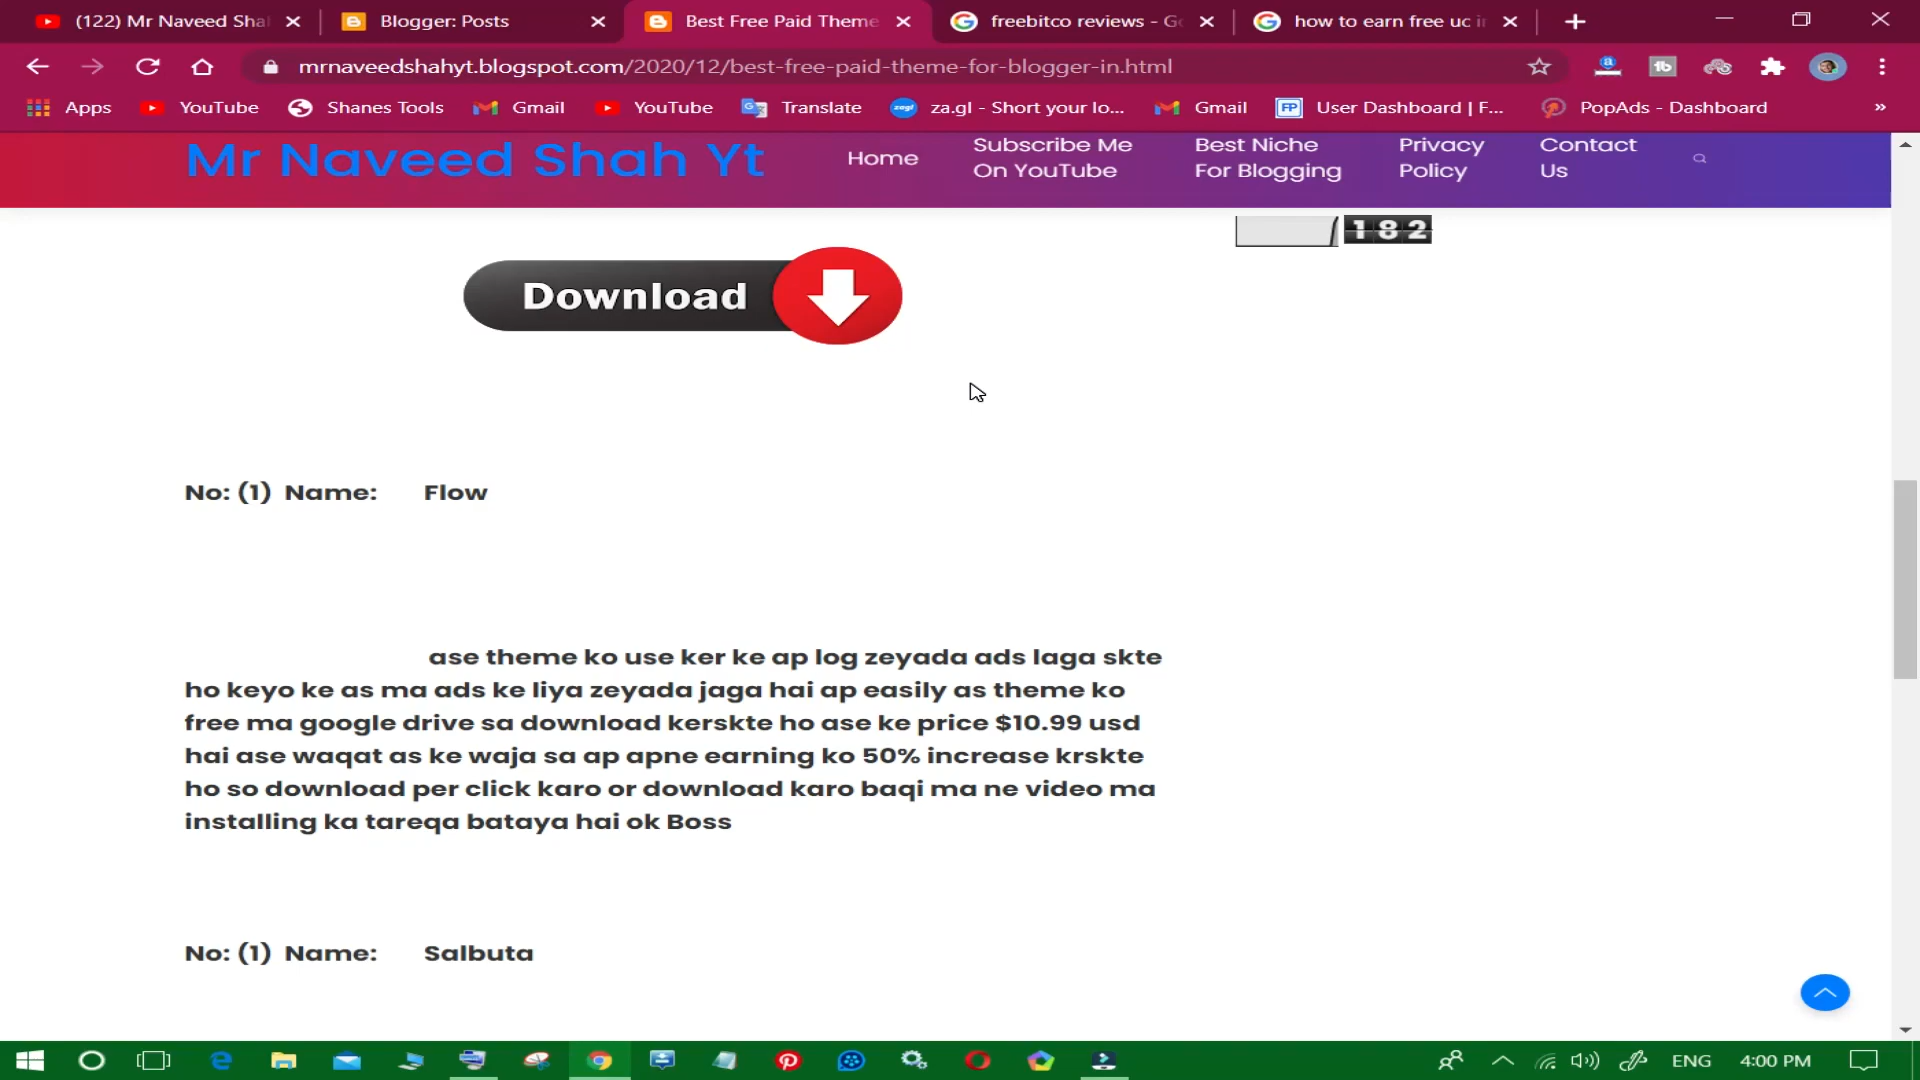 (122) Mr Naveed Sha
Blogger: Posts
Best Free Paid Theme
freebitco reviews - G
how to earn free uc i
mrnaveedshahyt.blogspot.com/2020/12/best-free-paid-theme-for-blogger-in.html
Apps
YouTube
Shanes Tools
Gmail
YouTube
Translate
za.gl - Short your lo...
Gmail
User Dashboard | F...
PopAds - Dashboard
»
Mr Naveed Shah Yt
Home
Subscribe Me
On YouTube
Best Niche
For Blogging
Privacy
Policy
Contact
Us
182
Download
No: (1) Name: Flow
ase theme ko use ker ke ap log zeyada ads laga skte
ho keyo ke as ma ads ke liya zeyada jaga hai ap easily as theme ko
free ma google drive sa download kerskte ho ase ke price $10.99 usd
hai ase waqat as ke waja sa ap apne earning ko 50% increase krskte
ho so download per click karo or download karo baqi ma ne video ma
installing ka tareqa bataya hai ok Boss
No: (1) Name: Salbuta
ENG
4:00 PM